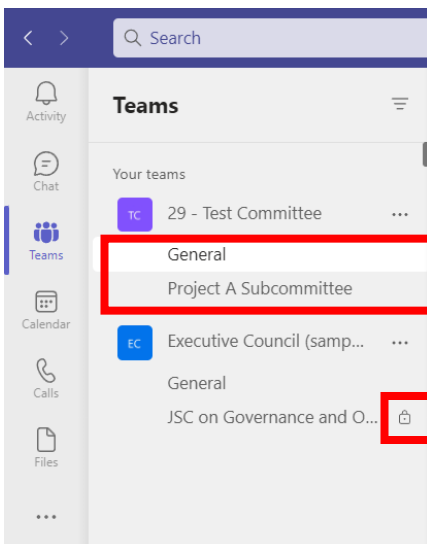 Search
Activity
Chat
Teams
Calendar
Calls
Files
Teams
Your teams
TC 29 - Test Committee
General
Project A Subcommittee
EC Executive Council (samp...
General
JSC on Governance and O...